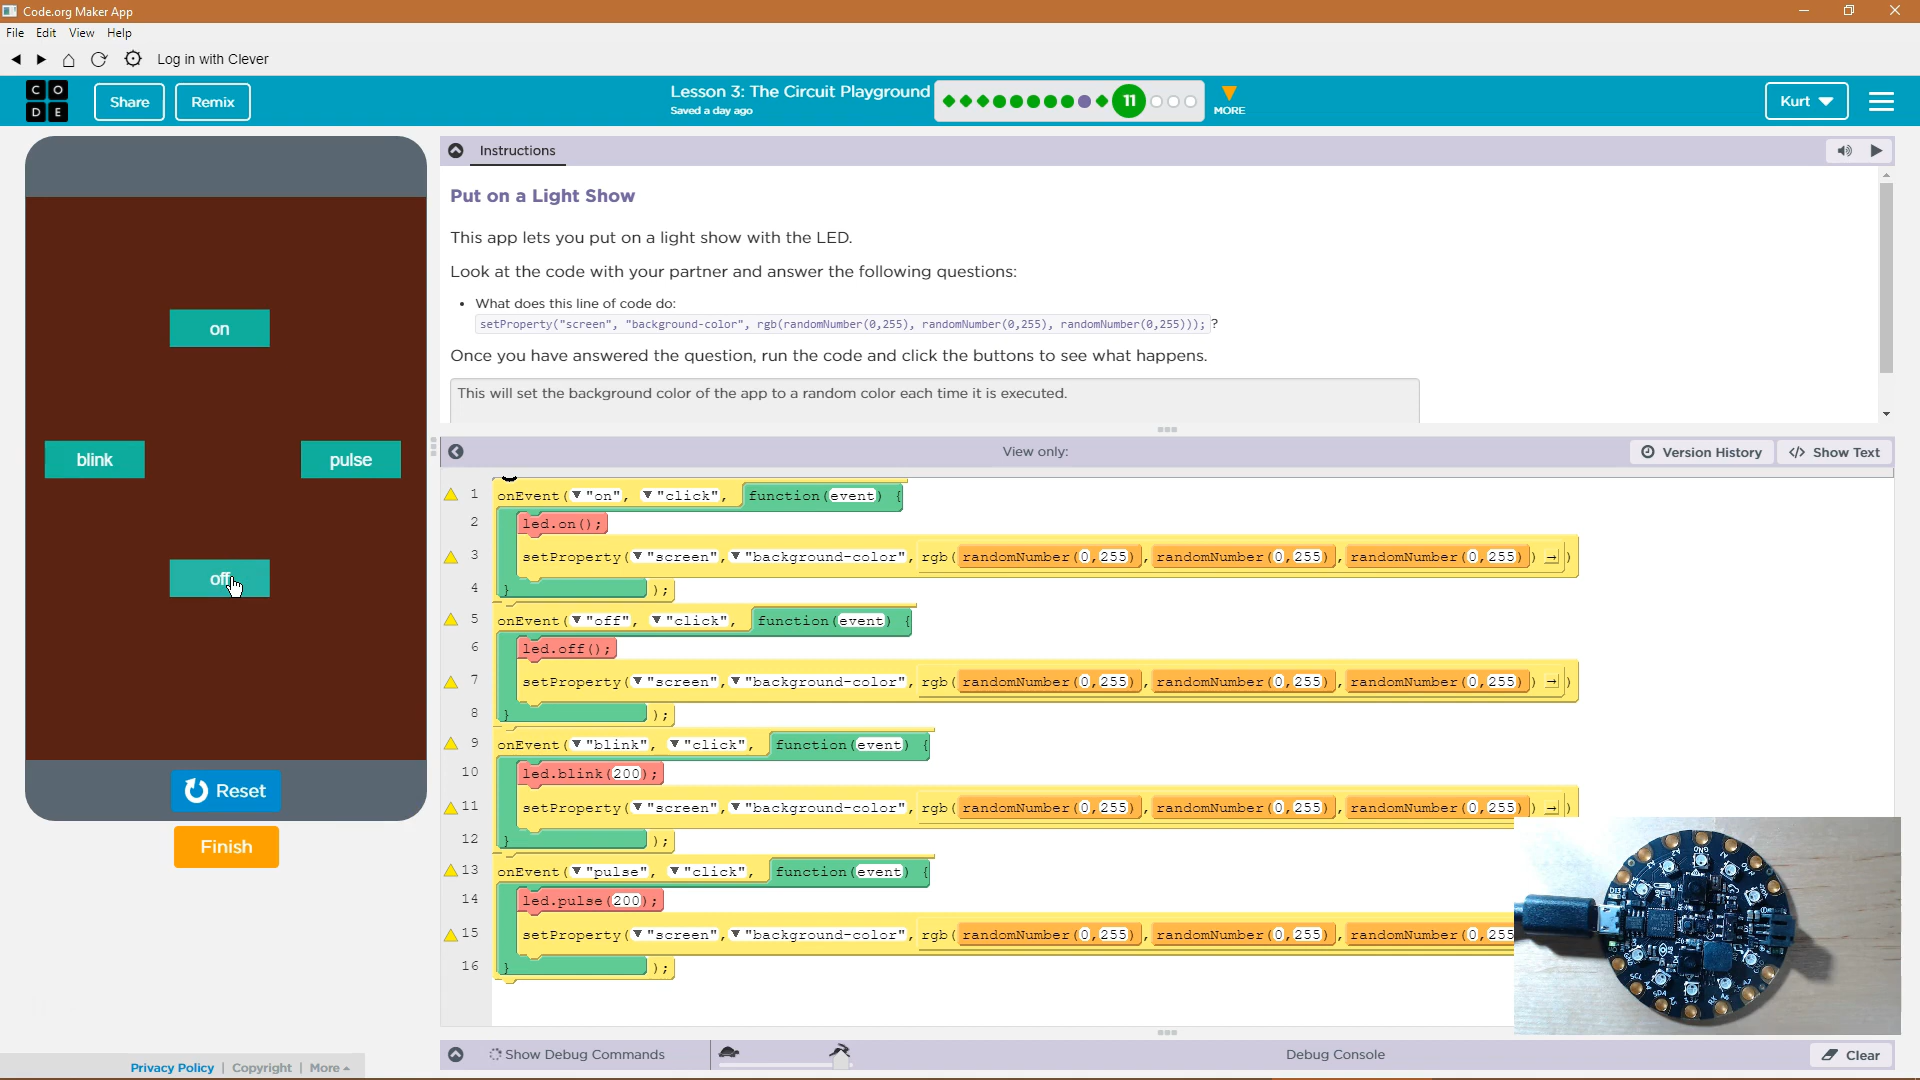 Code.org Maker App
File Edit View Help
Log in with Clever
C O
D E
Share
Remix
Lesson 3: The Circuit Playground
Saved a day ago
11
MORE
Kurt
Instructions
Put on a Light Show
This app lets you put on a light show with the LED.
Look at the code with your partner and answer the following questions:
• What does this line of code do:
setProperty("screen", "background-color", rgb(randomNumber(0,255), randomNumber(0,255), randomNumber(0,255))); ?
Once you have answered the question, run the code and click the buttons to see what happens.
This will set the background color of the app to a random color each time it is executed.
on
blink
pulse
off
Reset
Finish
View only:
Version History
</> Show Text
1 onEvent("on", "click", function(event) {
2 led.on();
3 setProperty("screen", "background-color", rgb(randomNumber(0,255), randomNumber(0,255), randomNumber(0,255)))
4 });
5 onEvent("off", "click", function(event) {
6 led.off();
7 setProperty("screen", "background-color", rgb(randomNumber(0,255), randomNumber(0,255), randomNumber(0,255)))
8 });
9 onEvent("blink", "click", function(event) {
10 led.blink(200);
11 setProperty("screen", "background-color", rgb(randomNumber(0,255), randomNumber(0,255), randomNumber(0,255)))
12 });
13 onEvent("pulse", "click", function(event) {
14 led.pulse(200);
15 setProperty("screen", "background-color", rgb(randomNumber(0,255), randomNumber(0,255), randomNumber(0,255
16 });
GND
D13
SCL
SDA
RX
A6
A7
Show Debug Commands
Debug Console
Clear
Privacy Policy | Copyright | More